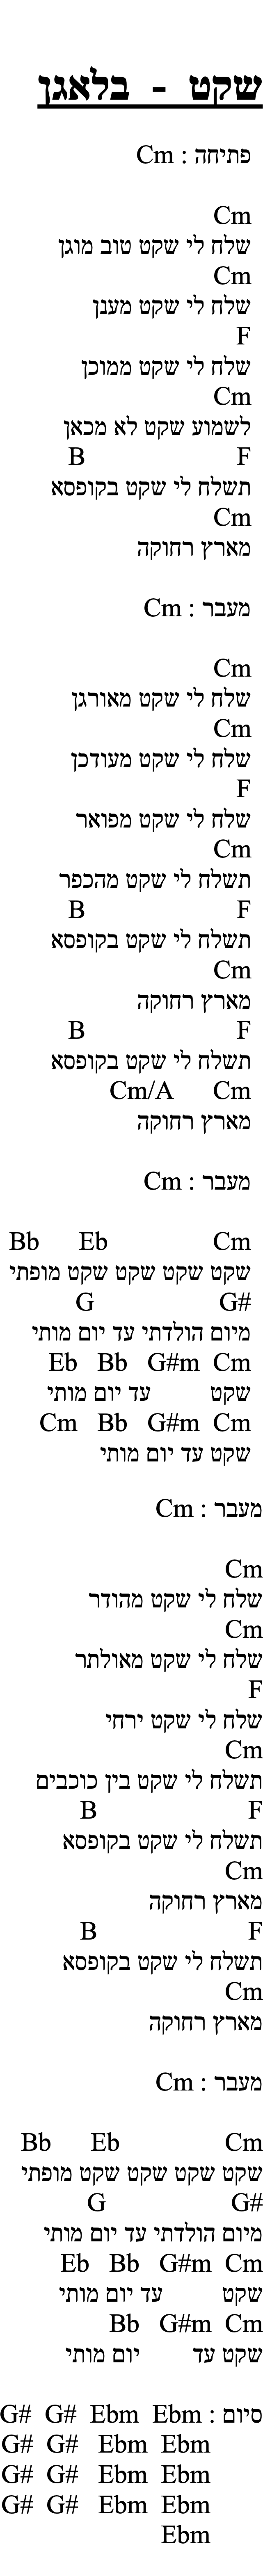 שקט - בלאגן
פתיחה : Cm
Cm
שלח לי שקט טוב מוגן
Cm
שלח לי שקט מענן
F
שלח לי שקט ממוכן
Cm
לשמוע שקט לא מכאן
F B
תשלח לי שקט בקופסא
Cm
מארץ רחוקה
מעבר : Cm
Cm
שלח לי שקט מאורגן
Cm
שלח לי שקט מעודכן
F
שלח לי שקט מפואר
Cm
תשלח לי שקט מהכפר
F B
תשלח לי שקט בקופסא
Cm
מארץ רחוקה
F B
תשלח לי שקט בקופסא
Cm Cm/A
מארץ רחוקה
מעבר : Cm
Cm Eb Bb
שקט שקט שקט שקט מופתי
G# G
מיום הולדתי עד יום מותי
Cm G#m Bb Eb
שקט עד יום מותי
Cm G#m Bb Cm
שקט עד יום מותי
מעבר : Cm
Cm
שלח לי שקט מהודר
Cm
שלח לי שקט מאולתר
F
שלח לי שקט ירחי
Cm
תשלח לי שקט בין כוכבים
F B
תשלח לי שקט בקופסא
Cm
מארץ רחוקה
F B
תשלח לי שקט בקופסא
Cm
מארץ רחוקה
מעבר : Cm
Cm Eb Bb
שקט שקט שקט שקט מופתי
G# G
מיום הולדתי עד יום מותי
Cm G#m Bb Eb
שקט עד יום מותי
Cm G#m Bb
שקט עד יום מותי
סיום : Ebm Ebm G# G#
Ebm Ebm G# G#
Ebm Ebm G# G#
Ebm Ebm G# G#
Ebm